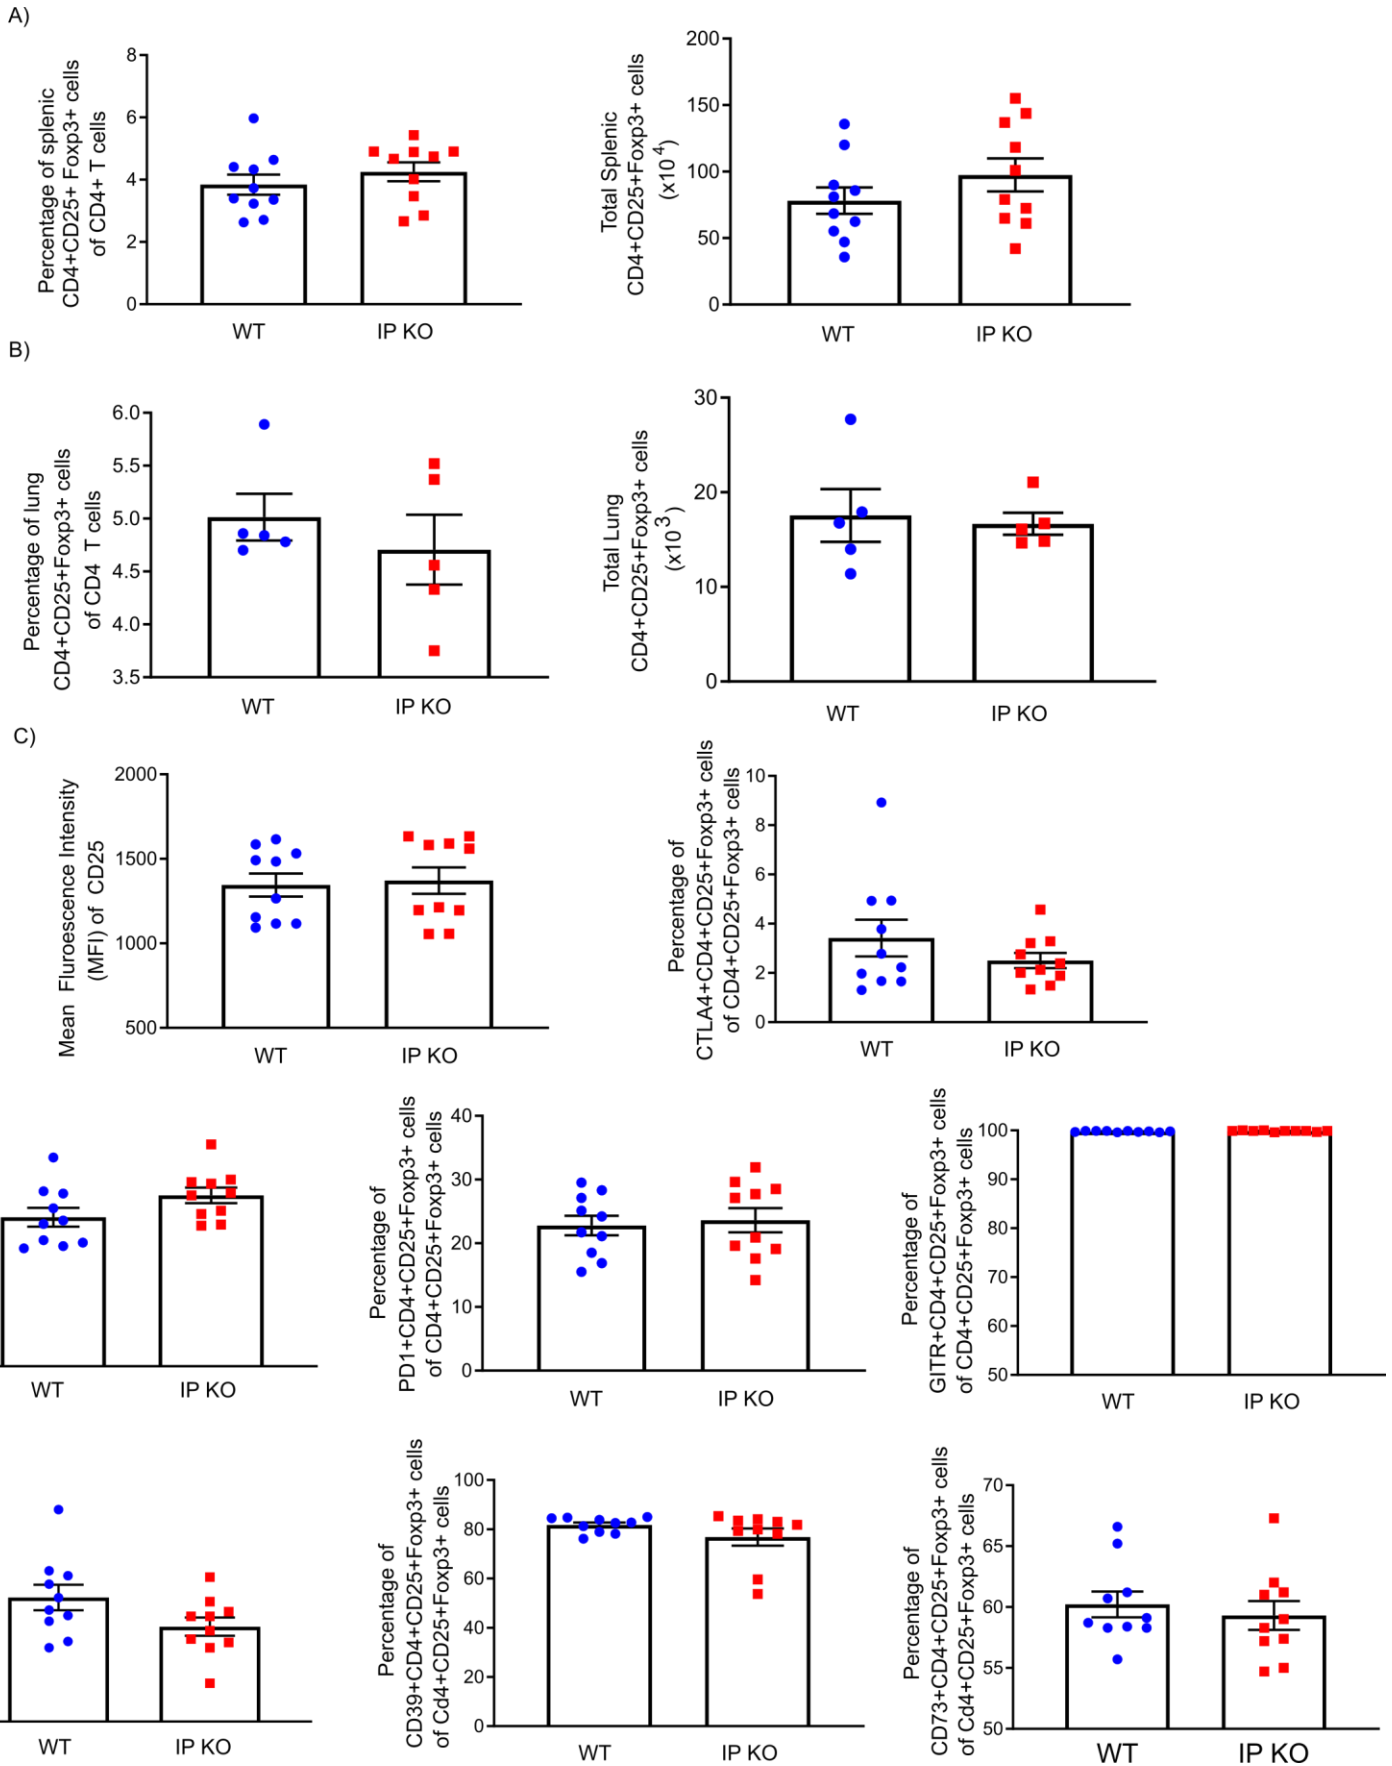 A)
Percentage of splenic
CD4+CD25+ Foxp3+ cells
of CD4+ T cells
8
6
4
2
0
WT
IP KO
Total Splenic
CD4+CD25+Foxp3+ cells
(x10⁴)
200
150
100
50
0
WT
IP KO
B)
Percentage of lung
CD4+CD25+Foxp3+ cells
of CD4 T cells
6.0
5.5
5.0
4.5
4.0
3.5
WT
IP KO
Total Lung
CD4+CD25+Foxp3+ cells
(x10³)
30
20
10
0
WT
IP KO
C)
Mean Fluroescence Intensity
(MFI) of CD25
2000
1500
1000
500
WT
IP KO
Percentage of
CTLA4+CD4+CD25+Foxp3+ cells
of CD4+CD25+Foxp3+ cells
10
8
6
4
2
0
WT
IP KO
WT
IP KO
Percentage of
PD1+CD4+CD25+Foxp3+ cells
of CD4+CD25+Foxp3+ cells
40
30
20
10
0
WT
IP KO
Percentage of
GITR+CD4+CD25+Foxp3+ cells
of CD4+CD25+Foxp3+ cells
100
90
80
70
60
50
WT
IP KO
WT
IP KO
Percentage of
CD39+CD4+CD25+Foxp3+ cells
of Cd4+CD25+Foxp3+ cells
100
80
60
40
20
0
WT
IP KO
Percentage of
CD73+CD4+CD25+Foxp3+ cells
of Cd4+CD25+Foxp3+ cells
70
65
60
55
50
WT
IP KO